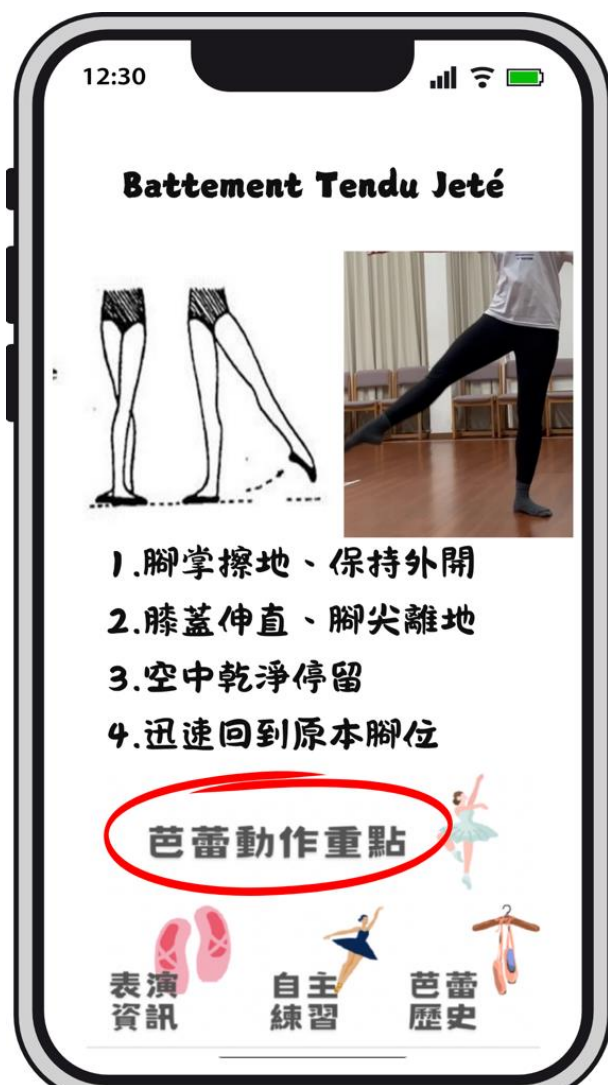 12:30
Battement Tendu Jeté
1.腳掌擦地、保持外開
2.膝蓋伸直、腳尖離地
3.空中乾淨停留
4.迅速回到原本腳位
芭蕾動作重點
表演
資訊
自主
練習
芭蕾
歷史